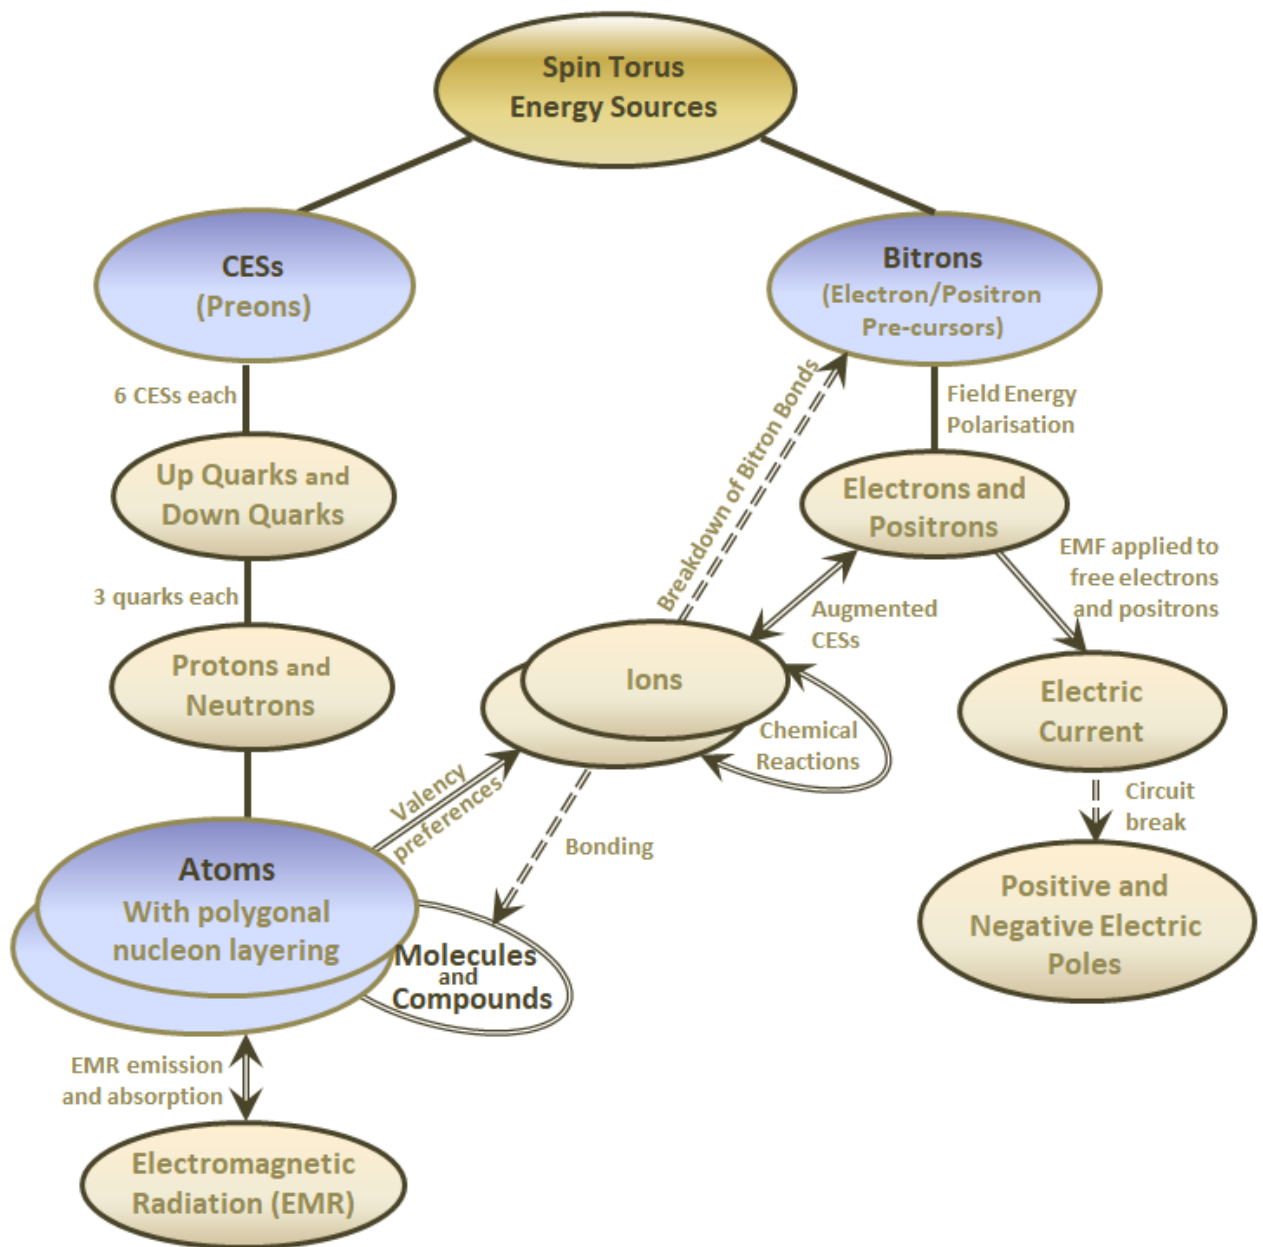 Spin Torus
Energy Sources
CESs
(Preons)
Bitrons
(Electron/Positron
Pre-cursors)
6 CESs each
Field Energy
Polarisation
Breakdown of Bitron Bonds
Up Quarks and
Down Quarks
Electrons and
Positrons
EMF applied to
free electrons
and positrons
3 quarks each
Augmented
CESs
Protons and
Neutrons
Ions
Electric
Current
Chemical
Reactions
Valency
preferences
Circuit
break
Bonding
Atoms
With polygonal
nucleon layering
Positive and
Negative Electric
Poles
Molecules
and
Compounds
EMR emission
and absorption
Electromagnetic
Radiation (EMR)